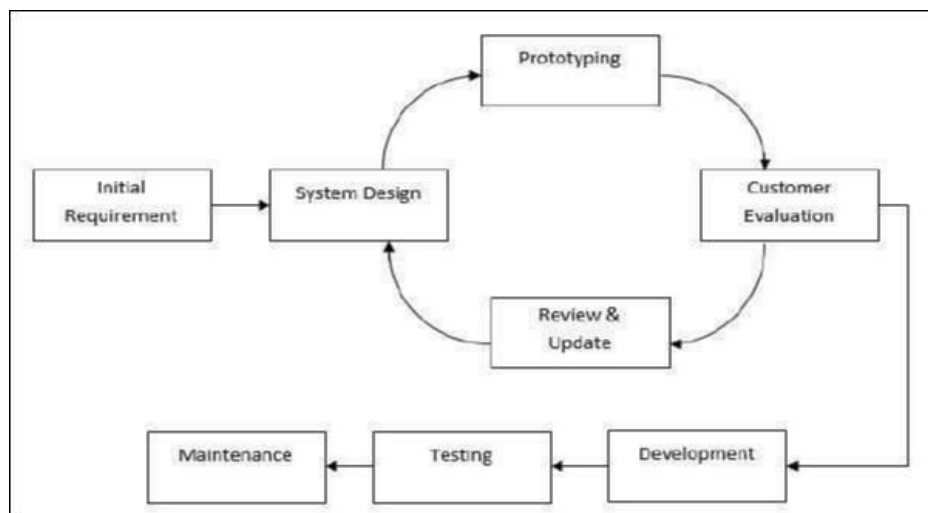 Prototyping
Initial
Requirement
System Design
Customer
Evaluation
Review &
Update
Maintenance
Testing
Development